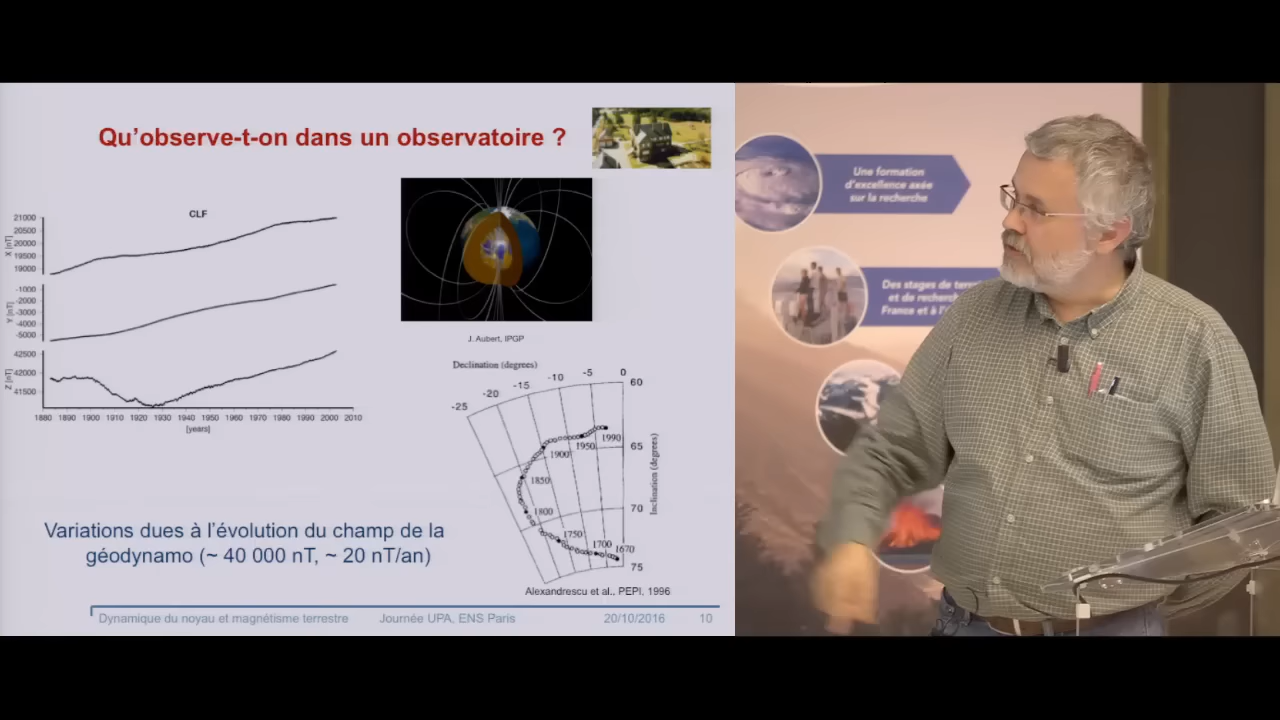 Qu'observe-t-on dans un observatoire ?
CLF
21000
20500
20000
19500
19000
X [nT]
-1000
-2000
-3000
-4000
-5000
Y [nT]
42500
42000
41500
Z [nT]
1880 1890 1900 1910 1920 1930 1940 1950 1960 1970 1980 1990 2000 2010
[years]
J. Aubert, IPGP
Declination (degrees)
-25 -20 -15 -10 -5 0
60
65
70
75
Inclination (degrees)
1990
1950
1900
1850
1800
1750
1700
1670
Alexandrescu et al., PEPI, 1996
Variations dues à l'évolution du champ de la
géodynamo (~ 40 000 nT, ~ 20 nT/an)
Dynamique du noyau et magnétisme terrestre Journée UPA, ENS Paris 20/10/2016 10
Une formation
d'excellence axée
sur la recherche
Des stages de
et de recherche
France et à